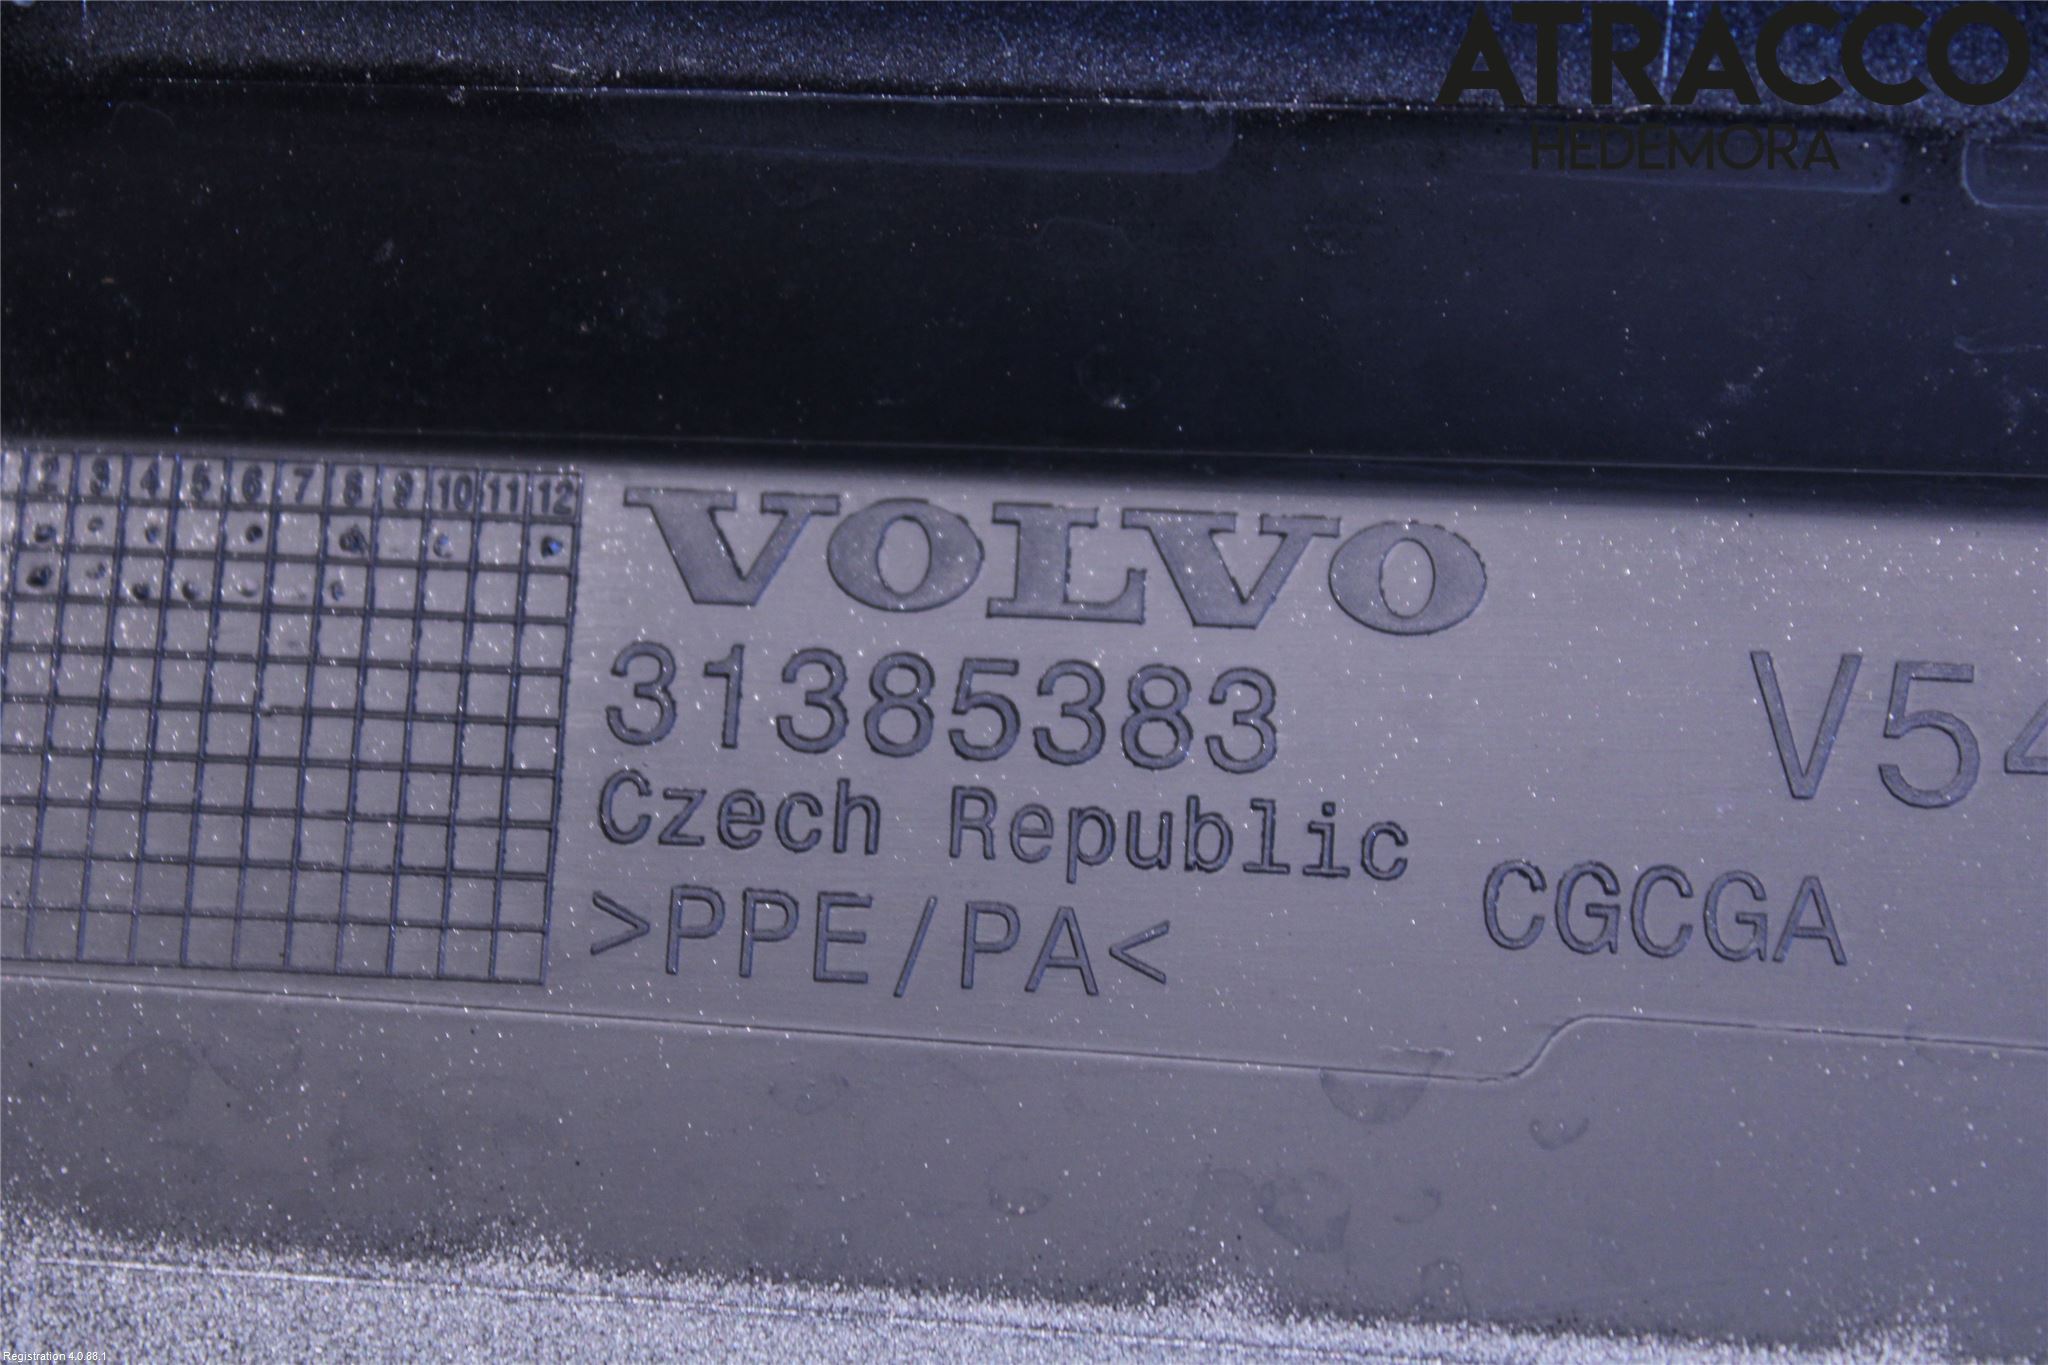 ATRACCO
HEDEMORA
2 3 4 5 6 7 8 9 10 11 12
VOLVO
31385383
V54
Czech Republic
CGCGA
>PPE/PA<
Registration 4.0.88.1